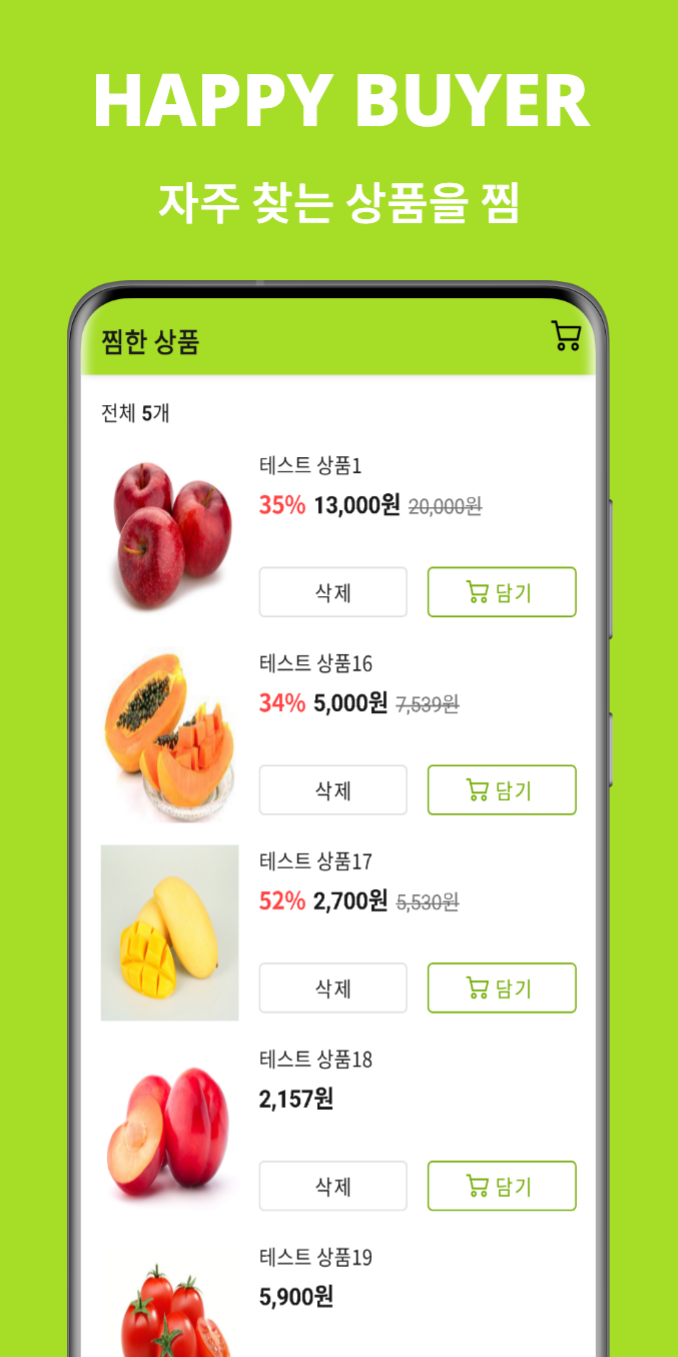 HAPPY BUYER
자주 찾는 상품을 찜
찜한 상품
전체 5개
테스트 상품1
35% 13,000원 20,000원
삭제 담기
테스트 상품16
34% 5,000원 7,539원
삭제 담기
테스트 상품17
52% 2,700원 5,530원
삭제 담기
테스트 상품18
2,157원
삭제 담기
테스트 상품19
5,900원